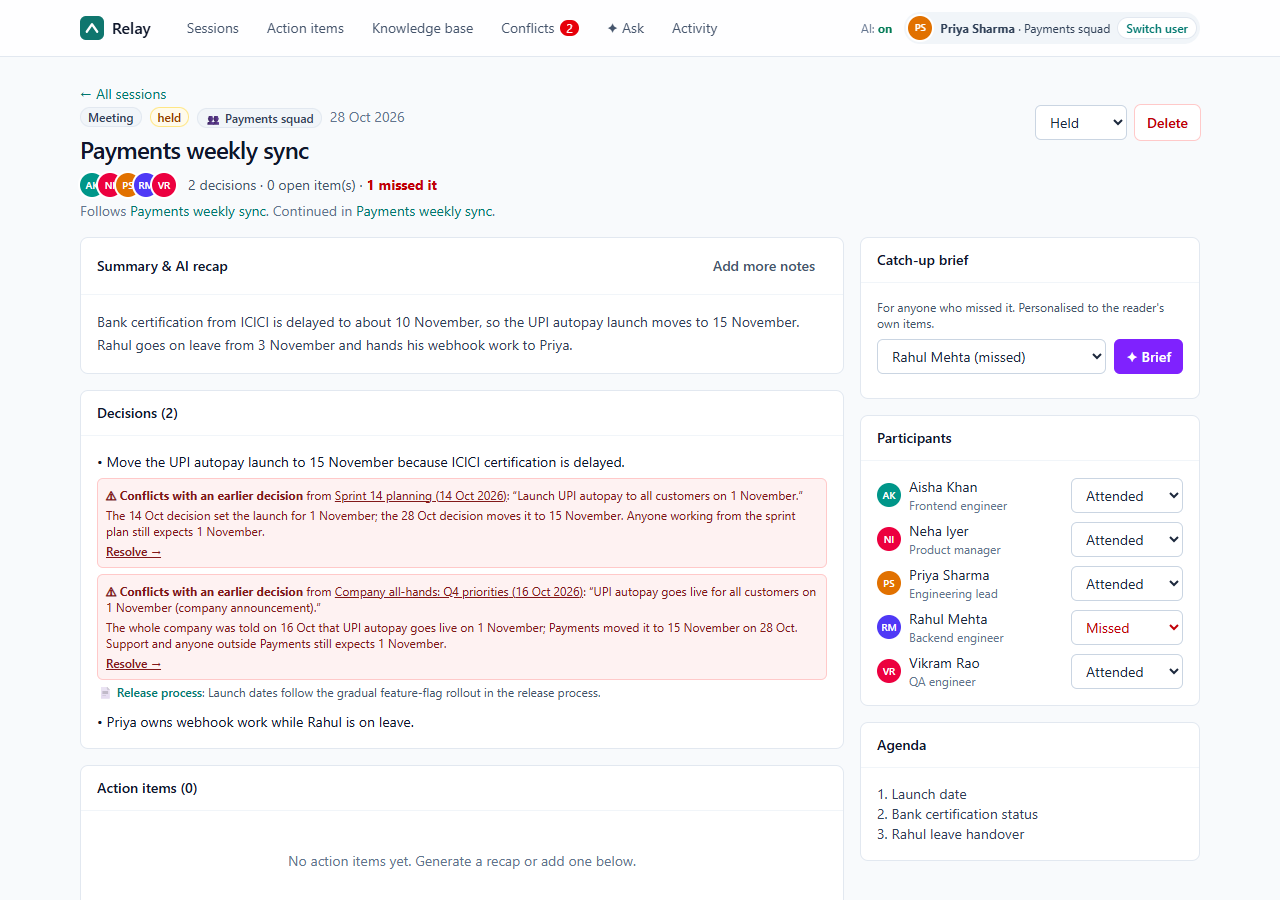 Relay
Sessions
Action items
Knowledge base
Conflicts 2
✦ Ask
Activity
AI: on
PS Priya Sharma · Payments squad
Switch user
← All sessions
Meeting
held
Payments squad
28 Oct 2026
Held
Delete
Payments weekly sync
AK NI PS RM VR
2 decisions · 0 open item(s) · 1 missed it
Follows Payments weekly sync. Continued in Payments weekly sync.
Summary & AI recap
Add more notes
Bank certification from ICICI is delayed to about 10 November, so the UPI autopay launch moves to 15 November.
Rahul goes on leave from 3 November and hands his webhook work to Priya.
Decisions (2)
• Move the UPI autopay launch to 15 November because ICICI certification is delayed.
⚠ Conflicts with an earlier decision from Sprint 14 planning (14 Oct 2026): “Launch UPI autopay to all customers on 1 November.”
The 14 Oct decision set the launch for 1 November; the 28 Oct decision moves it to 15 November. Anyone working from the sprint
plan still expects 1 November.
Resolve →
⚠ Conflicts with an earlier decision from Company all-hands: Q4 priorities (16 Oct 2026): “UPI autopay goes live for all customers on
1 November (company announcement).”
The whole company was told on 16 Oct that UPI autopay goes live on 1 November; Payments moved it to 15 November on 28 Oct.
Support and anyone outside Payments still expects 1 November.
Resolve →
Release process: Launch dates follow the gradual feature-flag rollout in the release process.
• Priya owns webhook work while Rahul is on leave.
Action items (0)
No action items yet. Generate a recap or add one below.
Catch-up brief
For anyone who missed it. Personalised to the reader's
own items.
Rahul Mehta (missed)
✦ Brief
Participants
AK Aisha Khan
Frontend engineer
Attended
NI Neha Iyer
Product manager
Attended
PS Priya Sharma
Engineering lead
Attended
RM Rahul Mehta
Backend engineer
Missed
VR Vikram Rao
QA engineer
Attended
Agenda
1. Launch date
2. Bank certification status
3. Rahul leave handover